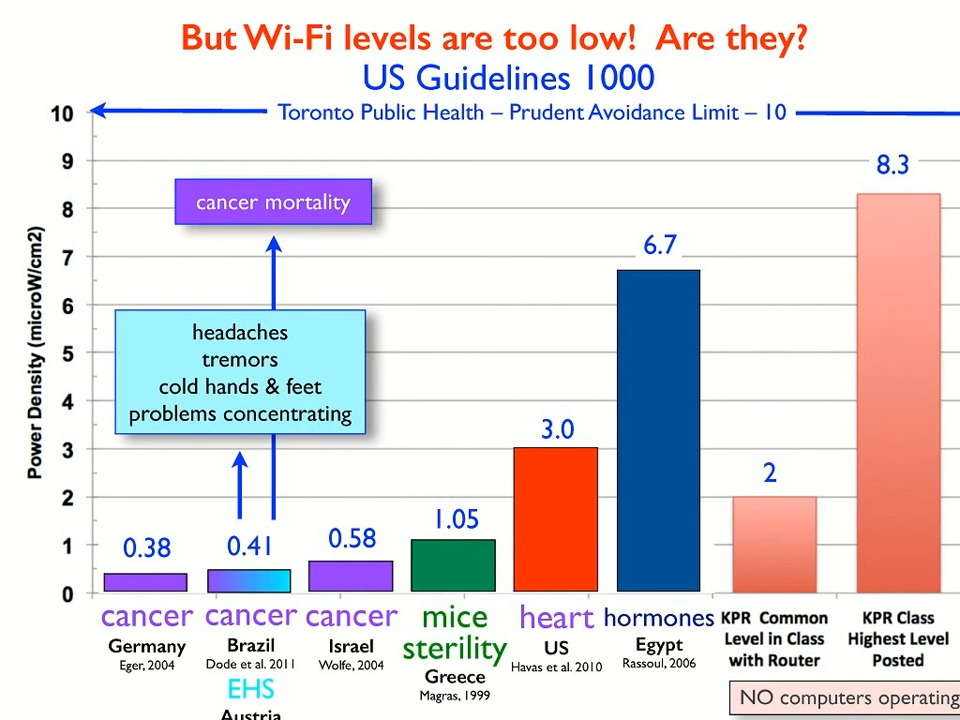 But Wi-Fi levels are too low!  Are they?
US Guidelines 1000
Toronto Public Health – Prudent Avoidance Limit – 10
Power Density (microW/cm2)
10
9
8
7
6
5
4
3
2
1
0
cancer mortality
headaches
tremors
cold hands & feet
problems concentrating
0.38
0.41
0.58
1.05
3.0
6.7
2
8.3
cancer
Germany
Eger, 2004
cancer
Brazil
Dode et al. 2011
EHS
Austria
cancer
Israel
Wolfe, 2004
mice
sterility
Greece
Magras, 1999
heart
US
Havas et al. 2010
hormones
Egypt
Rassoul, 2006
KPR Common
Level in Class
with Router
KPR Class
Highest Level
Posted
NO computers operating